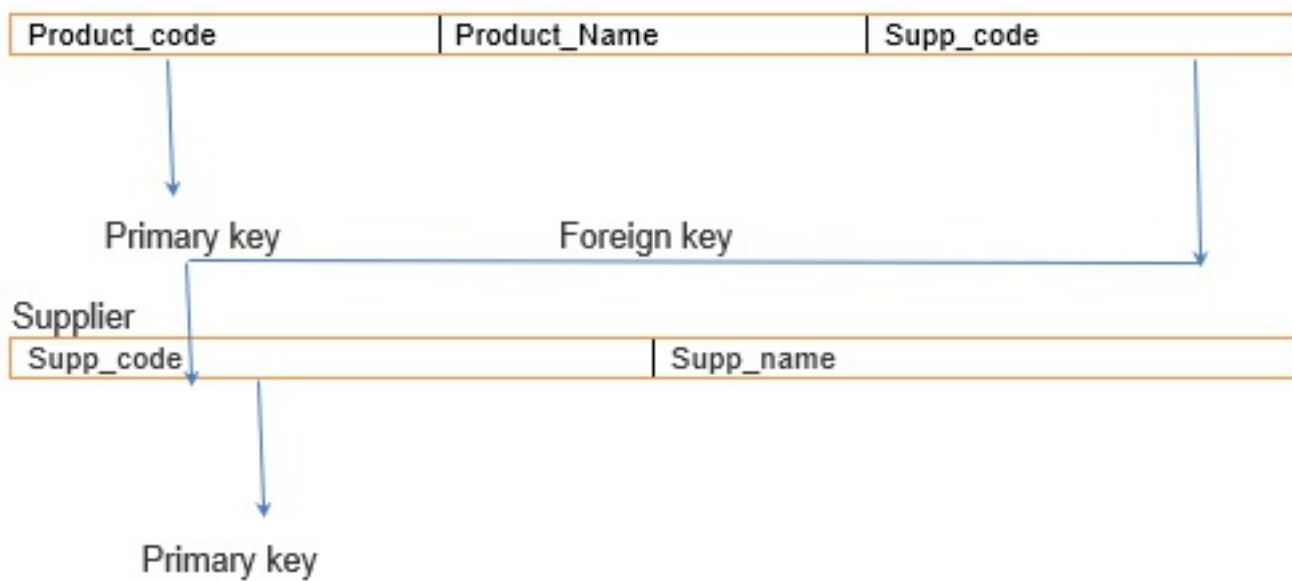 Product_code Product_Name Supp_code
Primary key Foreign key
Supplier
Supp_code Supp_name
Primary key